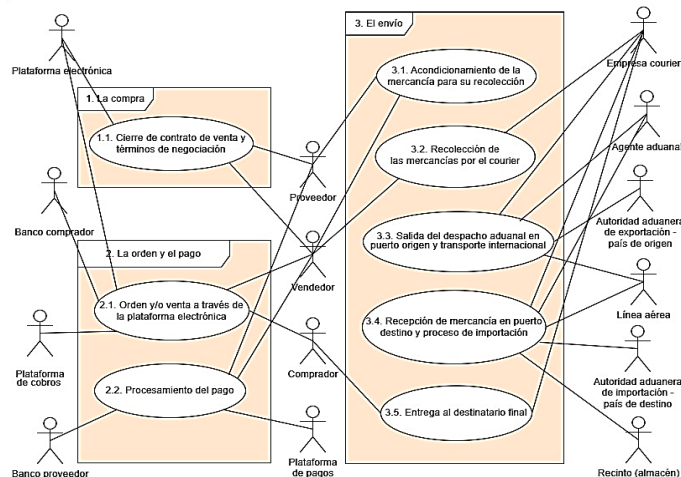 Plataforma electrónica
1. La compra
1.1. Cierre de contrato de venta y
términos de negociación
Banco comprador
2. La orden y el pago
2.1. Orden y/o venta a través de
la plataforma electrónica
Plataforma
de cobros
2.2. Procesamiento del pago
Banco proveedor
Proveedor
Vendedor
Comprador
Plataforma
de pagos
3. El envío
3.1. Acondicionamiento de la
mercancía para su recolección
3.2. Recolección de
las mercancías por el courier
3.3. Salida del despacho aduanal en
puerto origen y transporte internacional
3.4. Recepción de mercancía en puerto
destino y proceso de importación
3.5. Entrega al destinatario final
Empresa courier
Agente aduanal
Autoridad aduanera
de exportación -
país de origen
Línea aérea
Autoridad aduanera
de importación -
país de destino
Recinto (almacén)